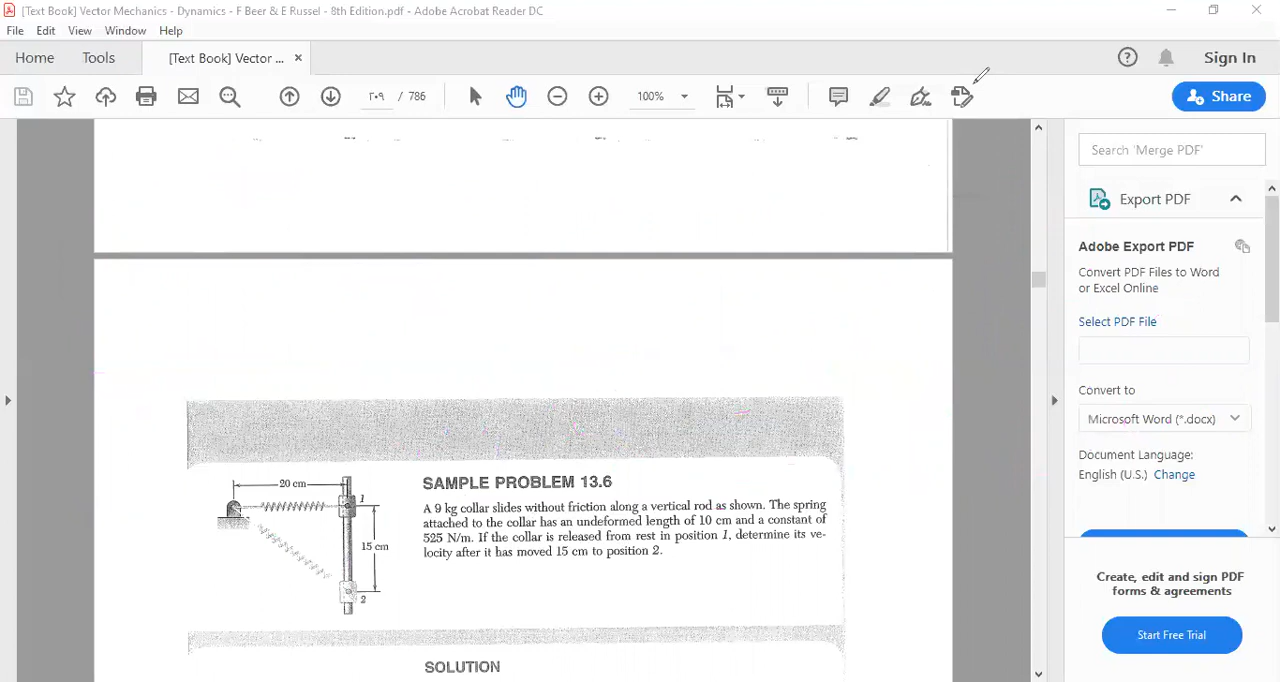 [Text Book] Vector Mechanics - Dynamics - F Beer & E Russel - 8th Edition.pdf - Adobe Acrobat Reader DC
File Edit View Window Help
Home Tools [Text Book] Vector ... × Sign In
٢٠٩ / 786 100% Share
Search 'Merge PDF'
Export PDF
Adobe Export PDF
Convert PDF Files to Word
or Excel Online
Select PDF File
Convert to
Microsoft Word (*.docx)
Document Language:
English (U.S.) Change
Create, edit and sign PDF
forms & agreements
Start Free Trial
20 cm
1
15 cm
2
SAMPLE PROBLEM 13.6
A 9 kg collar slides without friction along a vertical rod as shown. The spring
attached to the collar has an undeformed length of 10 cm and a constant of
525 N/m. If the collar is released from rest in position 1, determine its ve-
locity after it has moved 15 cm to position 2.
SOLUTION